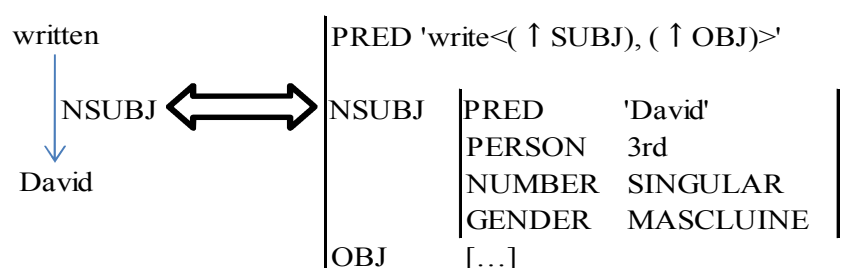 written PRED 'write<( ↑ SUBJ), ( ↑ OBJ)>'
NSUBJ NSUBJ PRED 'David'
PERSON 3rd
David NUMBER SINGULAR
GENDER MASCLUINE
OBJ [...]